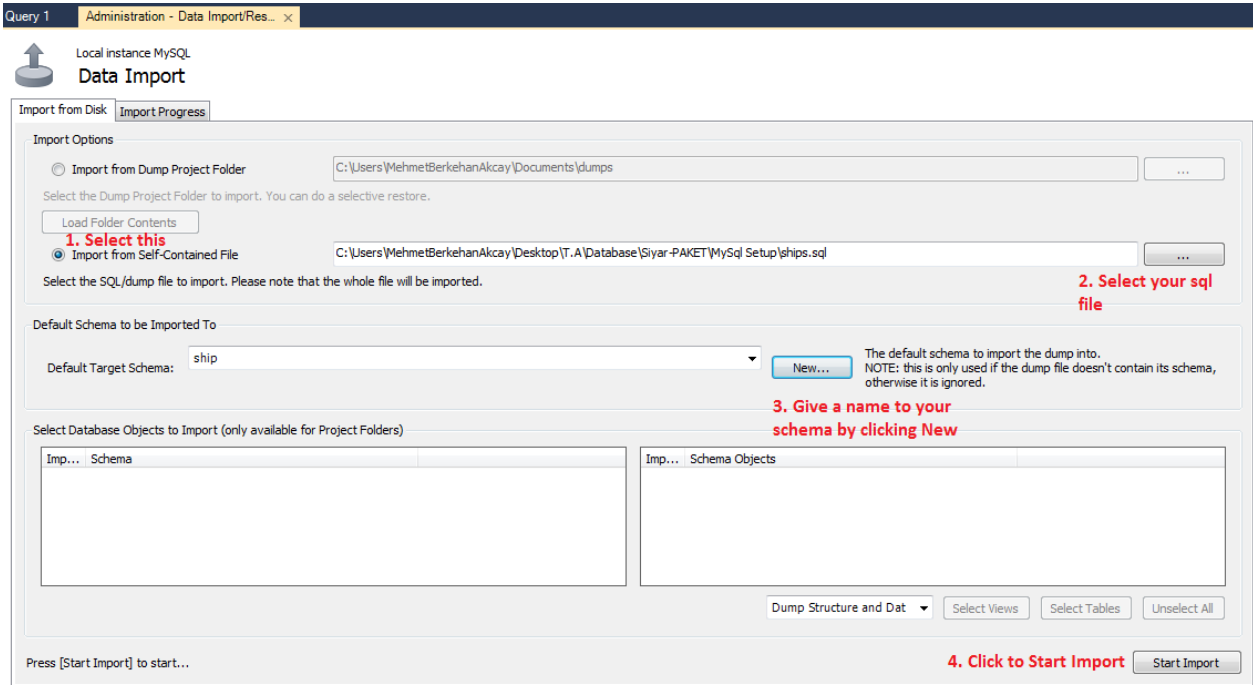 Query 1
Administration - Data Import/Res...
Local instance MySQL
Data Import
Import from Disk
Import Progress
Import Options
Import from Dump Project Folder
C:\Users\MehmetBerkehanAkcay\Documents\dumps
...
Select the Dump Project Folder to import. You can do a selective restore.
Load Folder Contents
1. Select this
Import from Self-Contained File
C:\Users\MehmetBerkehanAkcay\Desktop\T.A\Database\Siyar-PAKET\MySql Setup\ships.sql
...
Select the SQL/dump file to import. Please note that the whole file will be imported.
2. Select your sql
file
Default Schema to be Imported To
Default Target Schema:
ship
New...
The default schema to import the dump into.
NOTE: this is only used if the dump file doesn't contain its schema,
otherwise it is ignored.
3. Give a name to your
schema by clicking New
Select Database Objects to Import (only available for Project Folders)
Imp... Schema
Imp... Schema Objects
Dump Structure and Dat
Select Views
Select Tables
Unselect All
Press [Start Import] to start...
4. Click to Start Import
Start Import